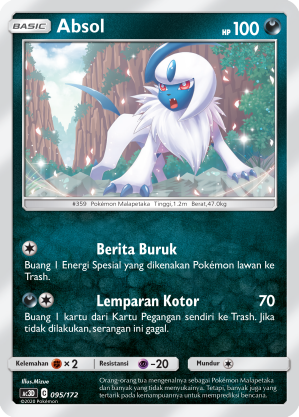 BASIC Absol HP 100
#359 Pokémon Malapetaka Tinggi,1.2m Berat,47.0kg
Berita Buruk
Buang 1 Energi Spesial yang dikenakan Pokémon lawan ke
Trash.
Lemparan Kotor 70
Buang 1 kartu dari Kartu Pegangan sendiri ke Trash. Jika
tidak dilakukan, serangan ini gagal.
Kelemahan ×2 Resistansi -20 Mundur
Illus.Mizue
AC3D C 095/172
©2020 Pokémon
Orang-orang tua mengenalnya sebagai Pokémon Malapetaka
dan banyak yang tidak menyukainya. Tetapi, banyak juga yang
tertarik pada kemampuannya untuk memprediksi bencana.